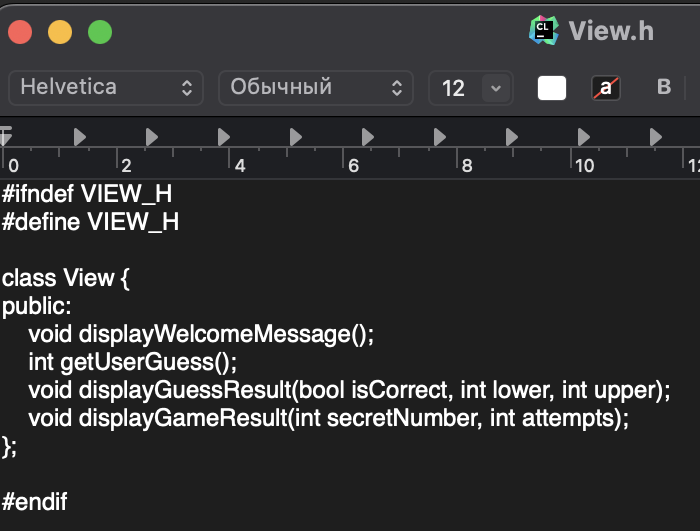 CL
View.h
Helvetica Обычный 12 a B
0 2 4 6 8 10
#ifndef VIEW_H
#define VIEW_H
class View {
public:
void displayWelcomeMessage();
int getUserGuess();
void displayGuessResult(bool isCorrect, int lower, int upper);
void displayGameResult(int secretNumber, int attempts);
};
#endif